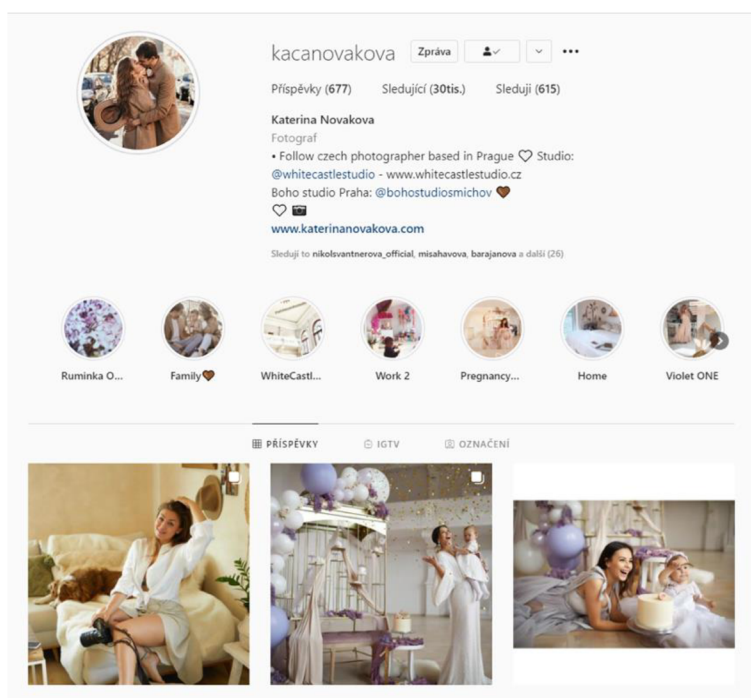 kacanovakova Zpráva
Příspěvky (677) Sledující (30tis.) Sleduji (615)
Katerina Novakova
Fotograf
• Follow czech photographer based in Prague ♡ Studio:
@whitecastlestudio - www.whitecastlestudio.cz
Boho studio Praha: @bohostudiosmichov 🤎
♡ 📷
www.katerinanovakova.com
Sledují to nikolsvantnerova_official, misahavova, barajanova a další (26)
Ruminka O... Family🤎 WhiteCastl... Work 2 Pregnancy... Home Violet ONE
PŘÍSPĚVKY IGTV OZNAČENÍ